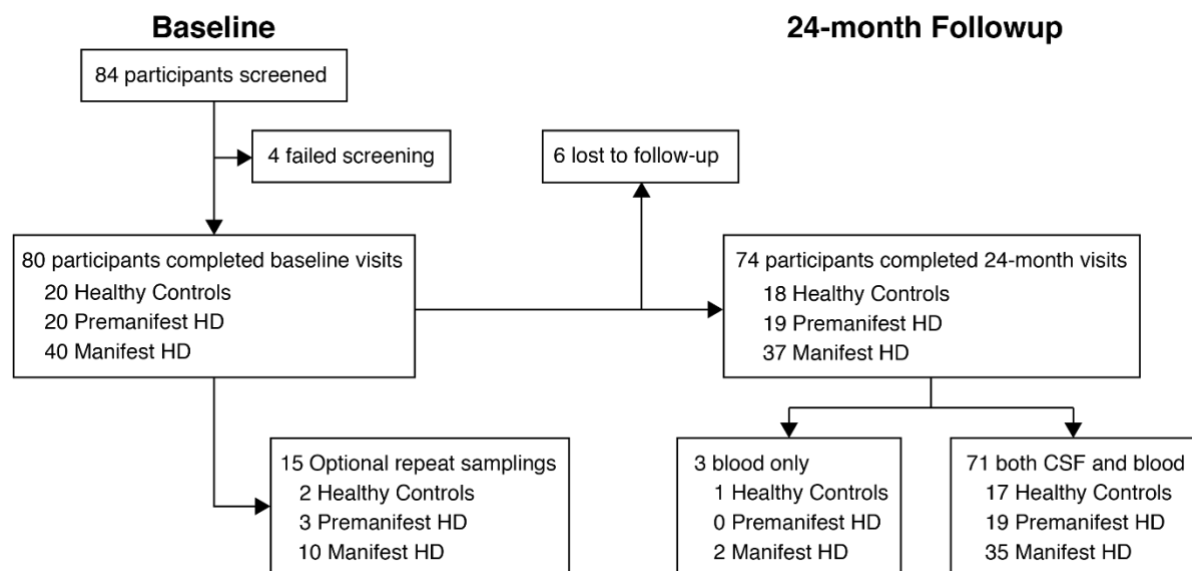 Baseline
24-month Followup
84 participants screened
4 failed screening
6 lost to follow-up
80 participants completed baseline visits
20 Healthy Controls
20 Premanifest HD
40 Manifest HD
74 participants completed 24-month visits
18 Healthy Controls
19 Premanifest HD
37 Manifest HD
15 Optional repeat samplings
2 Healthy Controls
3 Premanifest HD
10 Manifest HD
3 blood only
1 Healthy Controls
0 Premanifest HD
2 Manifest HD
71 both CSF and blood
17 Healthy Controls
19 Premanifest HD
35 Manifest HD